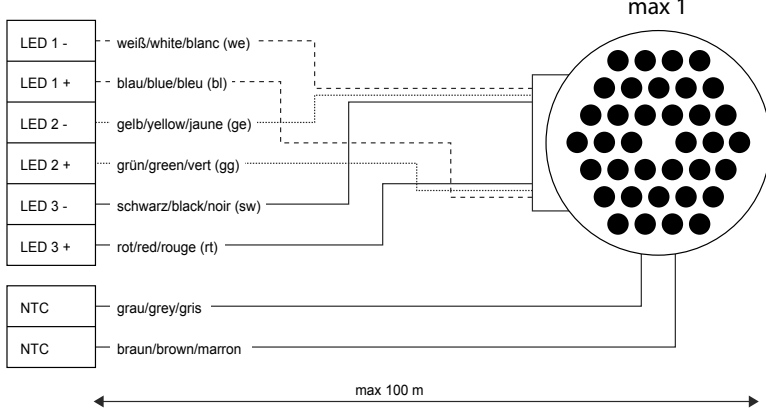 max 1
LED 1 - weiß/white/blanc (we)
LED 1 + blau/blue/bleu (bl)
LED 2 - gelb/yellow/jaune (ge)
LED 2 + grün/green/vert (gg)
LED 3 - schwarz/black/noir (sw)
LED 3 + rot/red/rouge (rt)
NTC grau/grey/gris
NTC braun/brown/marron
max 100 m